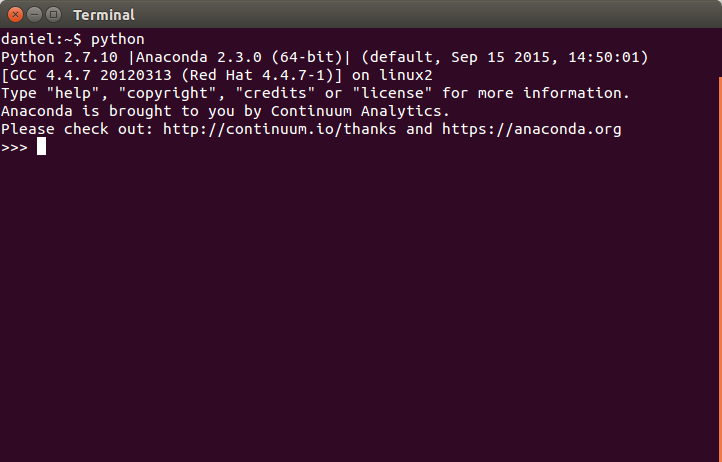 Terminal
daniel:~$ python
Python 2.7.10 |Anaconda 2.3.0 (64-bit)| (default, Sep 15 2015, 14:50:01)
[GCC 4.4.7 20120313 (Red Hat 4.4.7-1)] on linux2
Type "help", "copyright", "credits" or "license" for more information.
Anaconda is brought to you by Continuum Analytics.
Please check out: http://continuum.io/thanks and https://anaconda.org
>>>